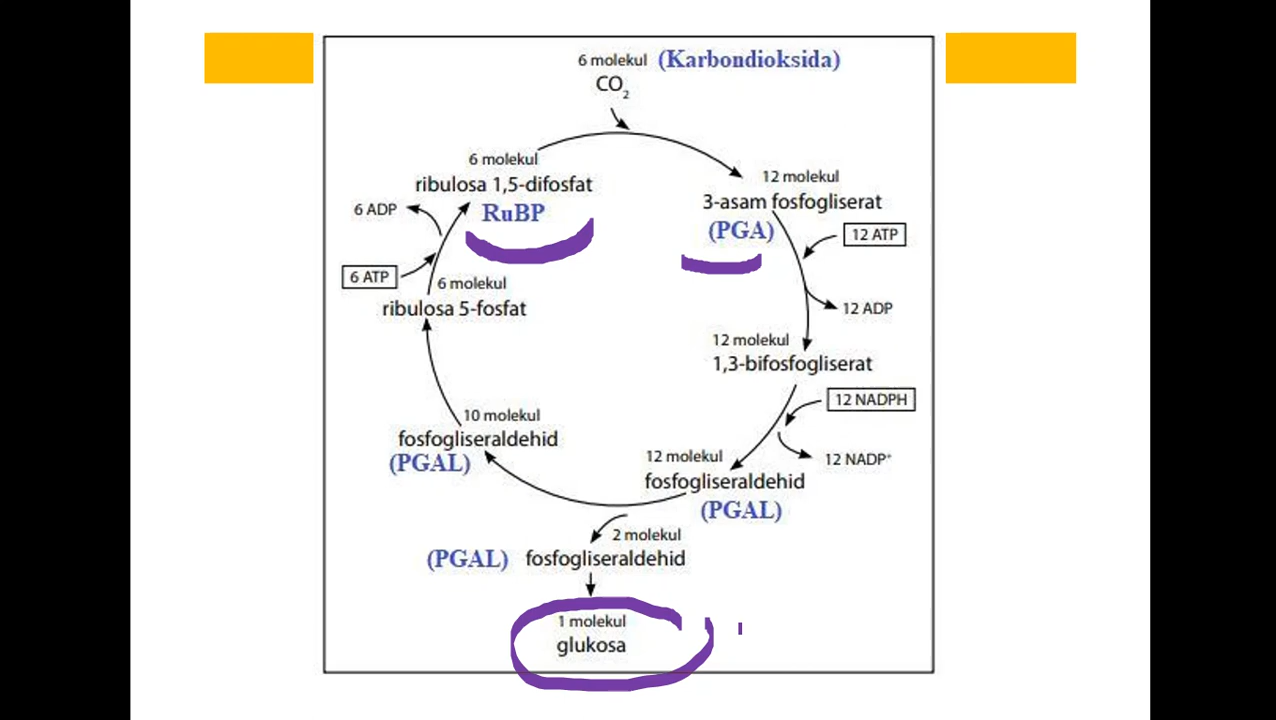 6 molekul (Karbondioksida)
CO₂
6 molekul
ribulosa 1,5-difosfat
RuBP
12 molekul
3-asam fosfogliserat
(PGA)
6 ADP
12 ATP
6 ATP
6 molekul
ribulosa 5-fosfat
12 ADP
12 molekul
1,3-bifosfogliserat
12 NADPH
10 molekul
fosfogliseraldehid
(PGAL)
12 NADP⁺
12 molekul
fosfogliseraldehid
(PGAL)
2 molekul
(PGAL) fosfogliseraldehid
1 molekul
glukosa